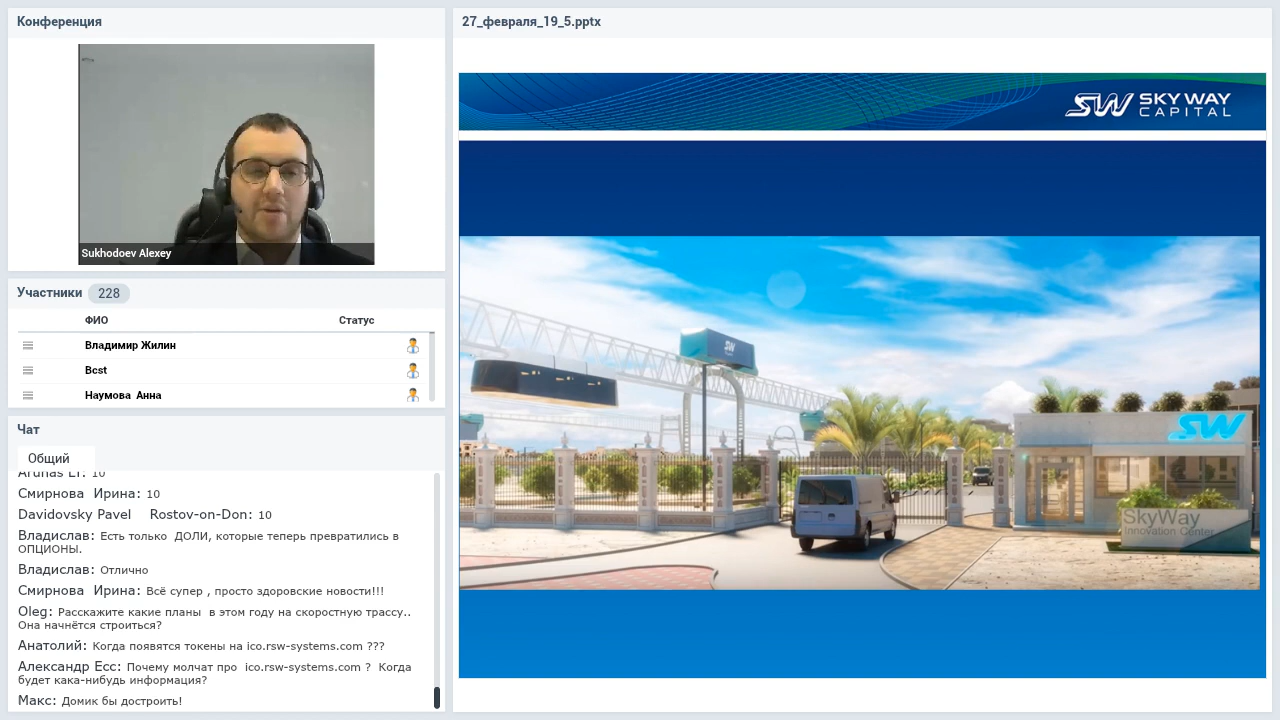 Конференция
Sukhodoev Alexey
Участники 228
ФИО Статус
Владимир Жилин
Bcst
Наумова Анна
Чат
Общий
Arunas LT: 10
Смирнова Ирина: 10
Davidovsky Pavel Rostov-on-Don: 10
Владислав: Есть только ДОЛИ, которые теперь превратились в
ОПЦИОНЫ.
Владислав: Отлично
Смирнова Ирина: Всё супер , просто здоровские новости!!!
Oleg: Расскажите какие планы в этом году на скоростную трассу..
Она начнётся строиться?
Анатолий: Когда появятся токены на ico.rsw-systems.com ???
Александр Есс: Почему молчат про ico.rsw-systems.com ? Когда
будет кака-нибудь информация?
Макс: Домик бы достроить!
27_февраля_19_5.pptx
SW SKY WAY
CAPITAL
SW
SW
SkyWay
Innovation Center